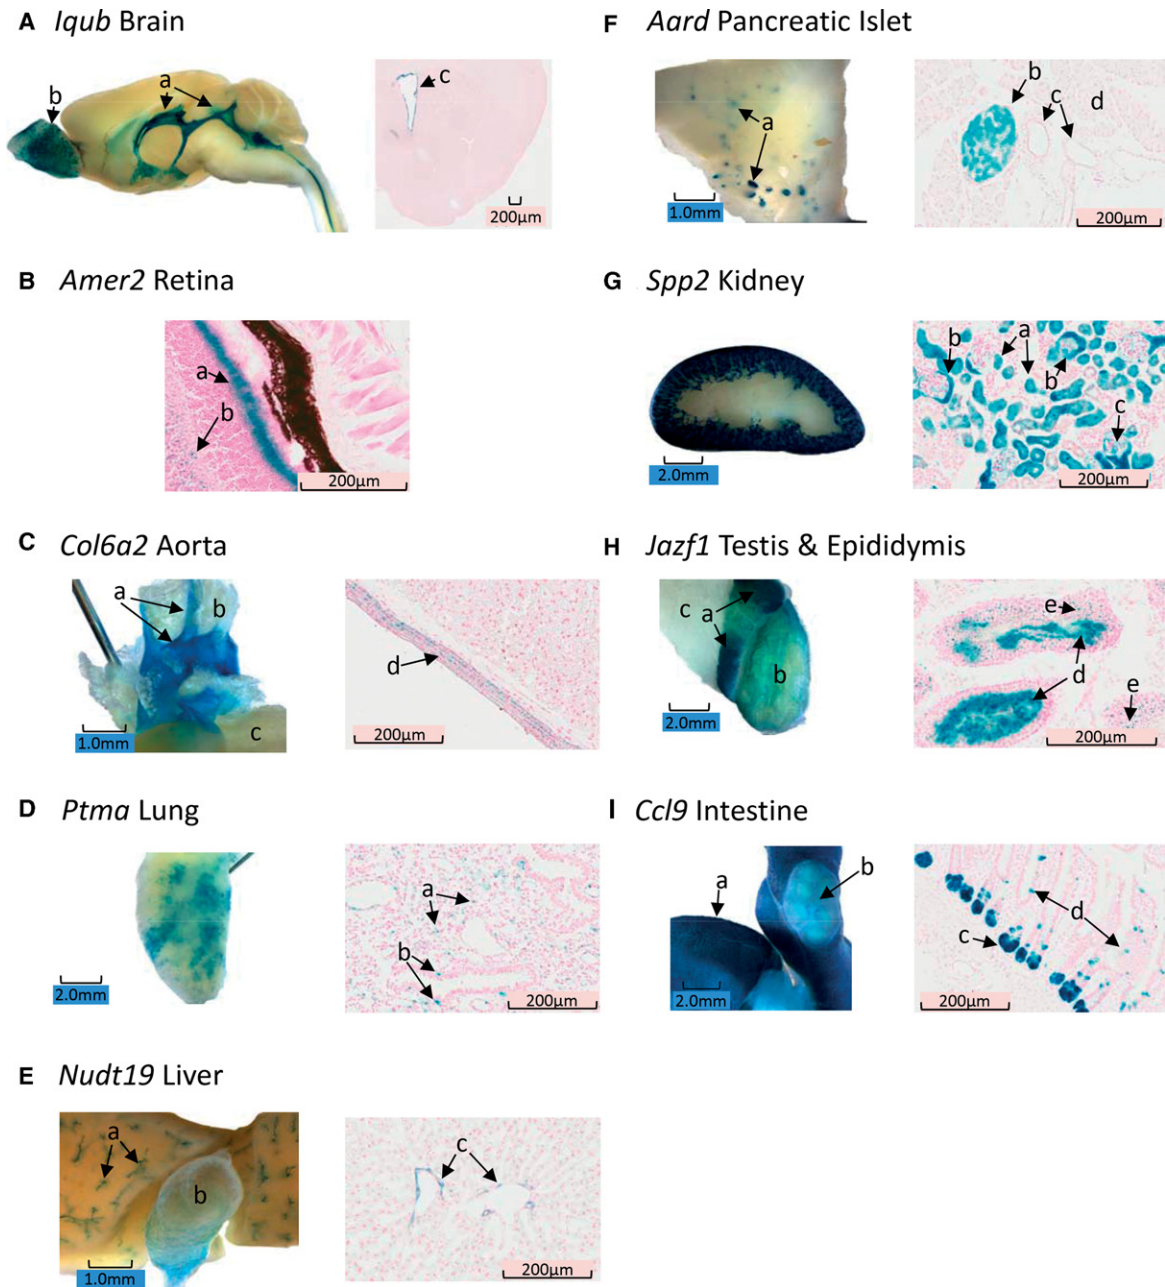 A Iqub Brain
b
a
c
200µm
B Amer2 Retina
a
b
200µm
C Col6a2 Aorta
a
b
c
1.0mm
d
200µm
D Ptma Lung
2.0mm
a
b
200µm
E Nudt19 Liver
a
b
1.0mm
c
200µm
F Aard Pancreatic Islet
a
1.0mm
b
c
d
200µm
G Spp2 Kidney
2.0mm
a
b
b
c
200µm
H Jazf1 Testis & Epididymis
c
a
b
2.0mm
e
d
e
200µm
I Ccl9 Intestine
a
b
2.0mm
d
c
200µm